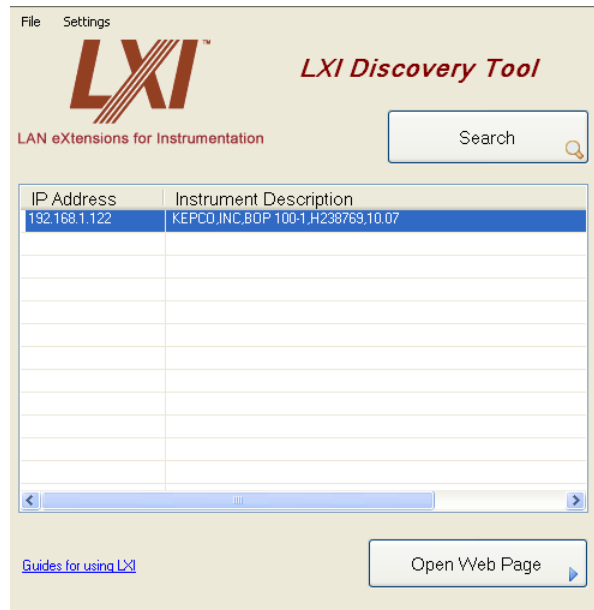 File Settings
LXI™
LXI Discovery Tool
LAN eXtensions for Instrumentation
Search
IP Address Instrument Description
192.168.1.122 KEPCO,INC,BOP 100-1,H238769,10.07
Guides for using LXI
Open Web Page